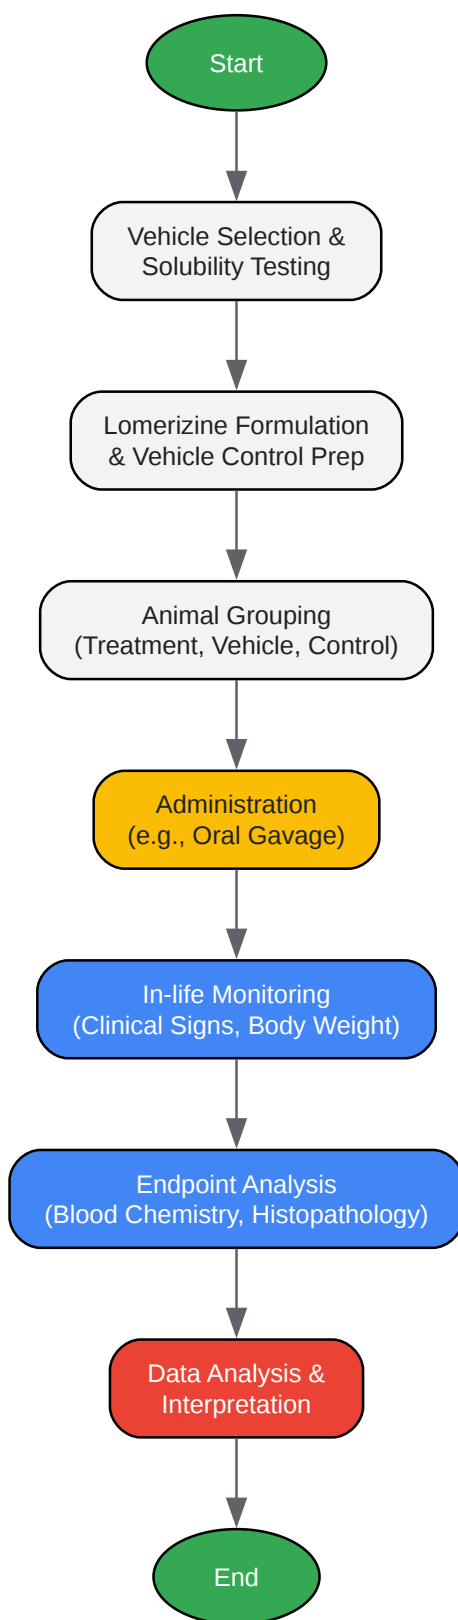 Start
Vehicle Selection &
Solubility Testing
Lomerizine Formulation
& Vehicle Control Prep
Animal Grouping
(Treatment, Vehicle, Control)
Administration
(e.g., Oral Gavage)
In-life Monitoring
(Clinical Signs, Body Weight)
Endpoint Analysis
(Blood Chemistry, Histopathology)
Data Analysis &
Interpretation
End